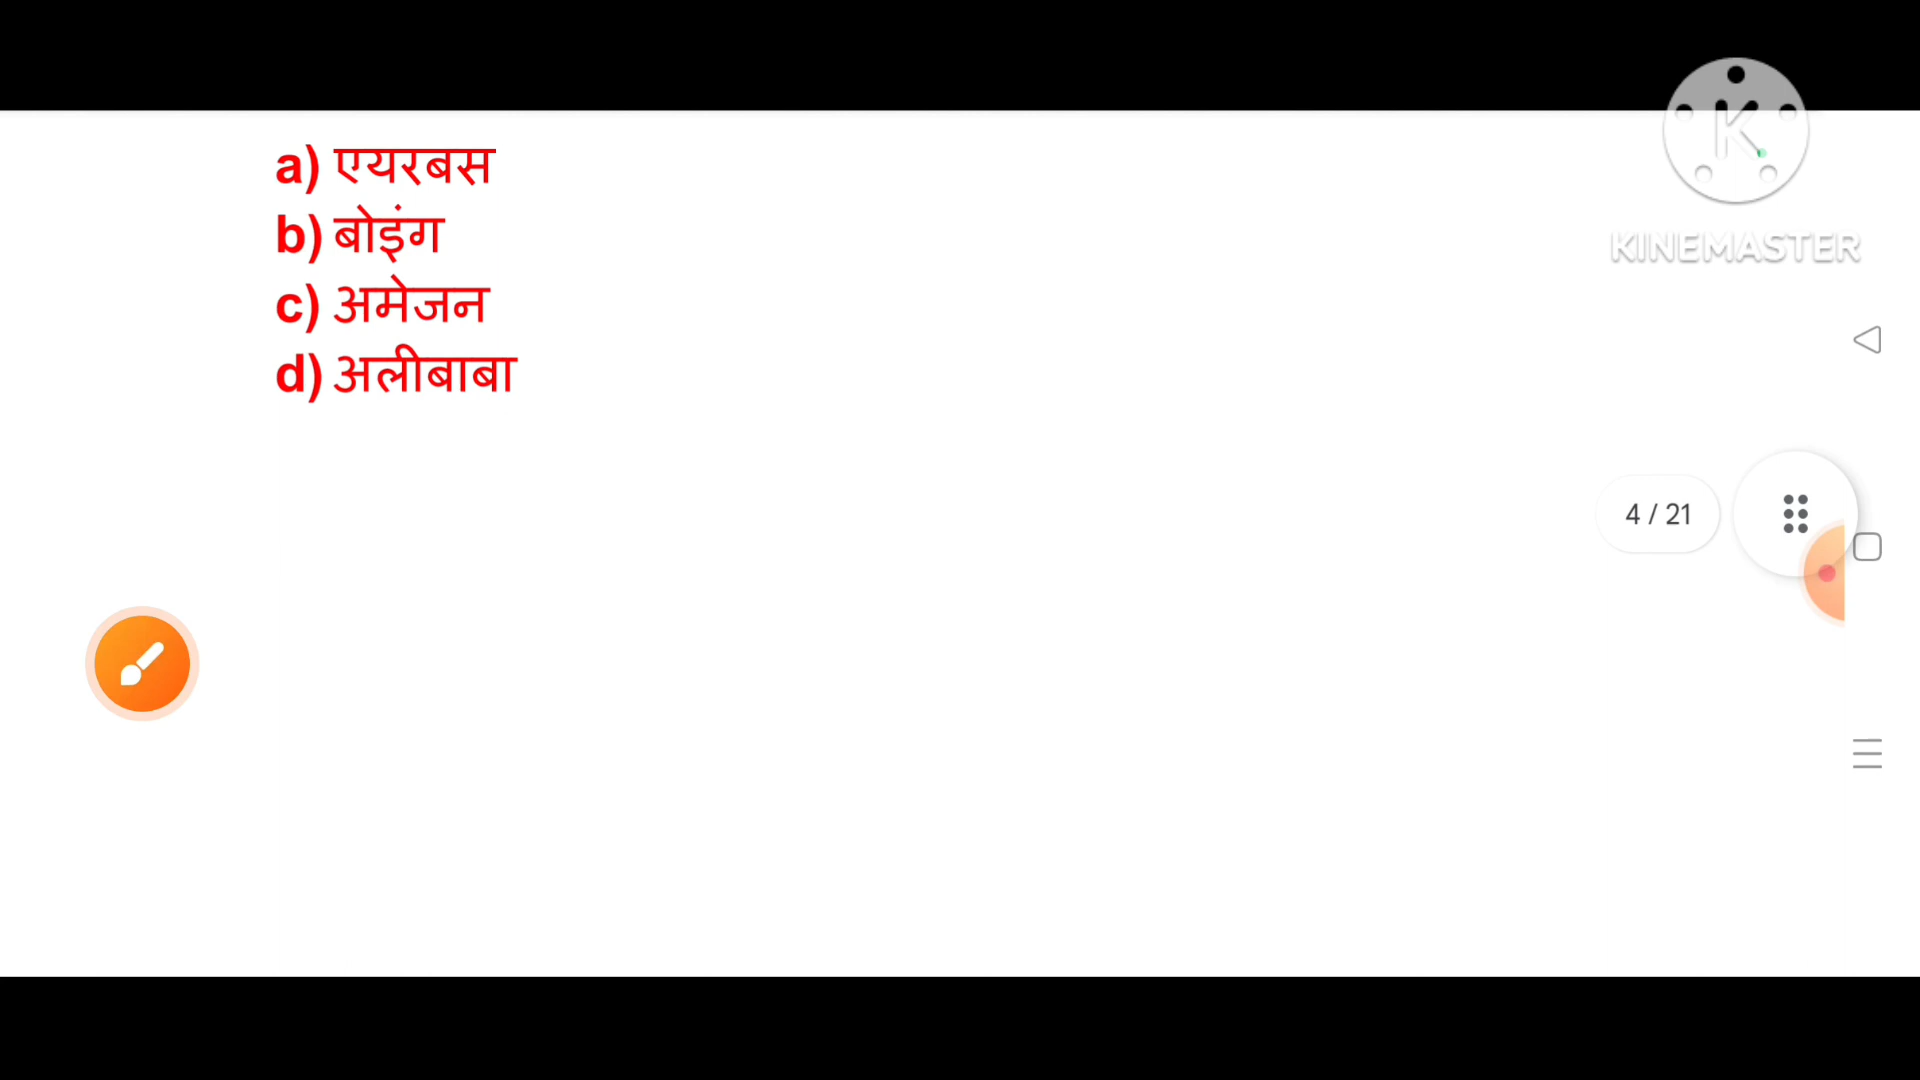 a) एयरबस
b) बोइंग
c) अमेजन
d) अलीबाबा
K
KINEMASTER
4 / 21